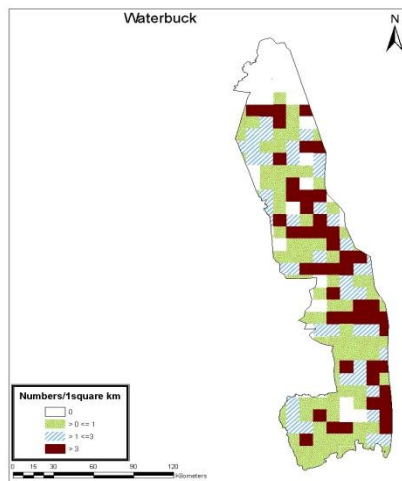 Waterbuck
N
Numbers/1square km
0
> 0 <= 1
> 1 <=3
> 3
0 15 30 60 90 120
Kilometers